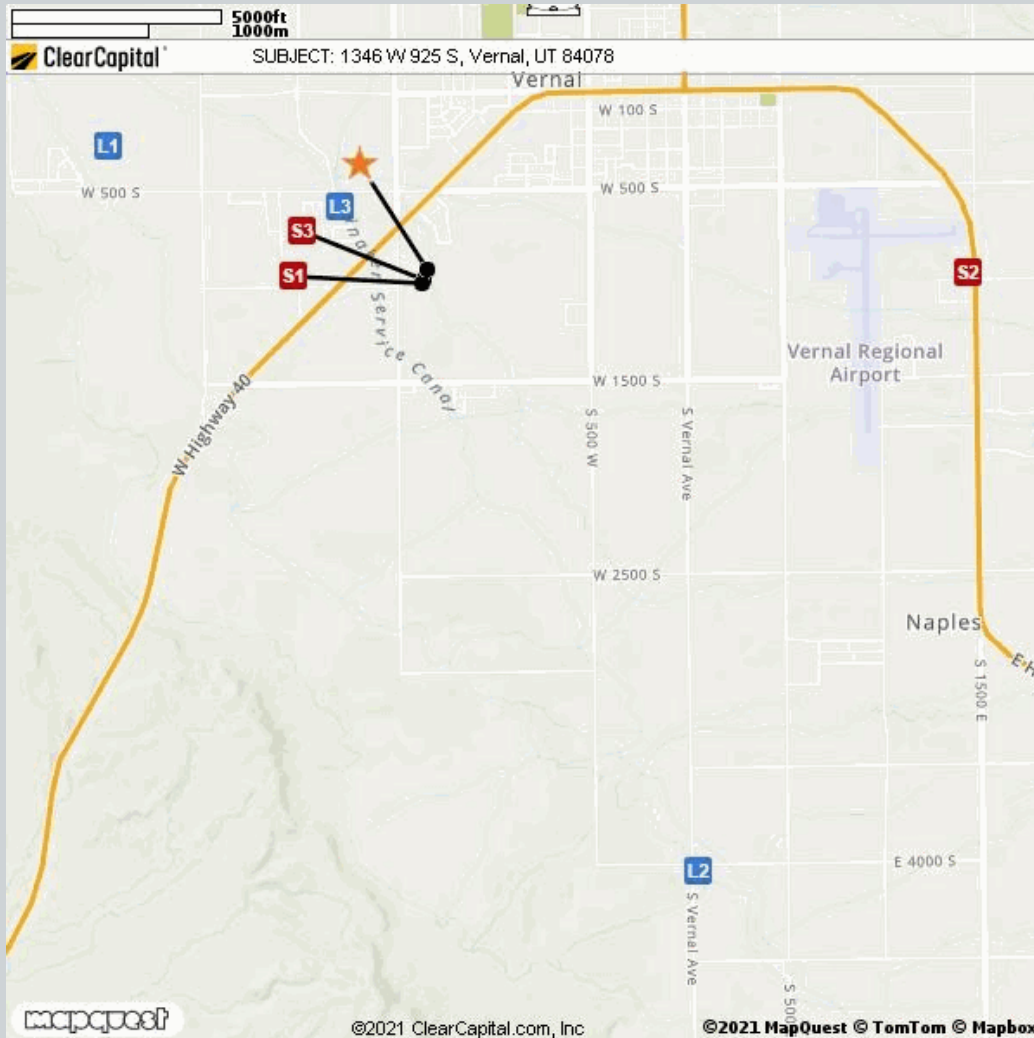 5000ft
1000m
ClearCapital
SUBJECT: 1346 W 925 S, Vernal, UT 84078
Vernal
W 100 S
L1
W 500 S
W 500 S
L3
S3
S1
S2
Service Canal
Vernal Regional
Airport
W 1500 S
W Highway 40
S 500 W
S Vernal Ave
W 2500 S
Naples
S 1500 E
L2
E 4000 S
S Vernal Ave
mapquest
©2021 ClearCapital.com, Inc
©2021 MapQuest © TomTom © Mapbox